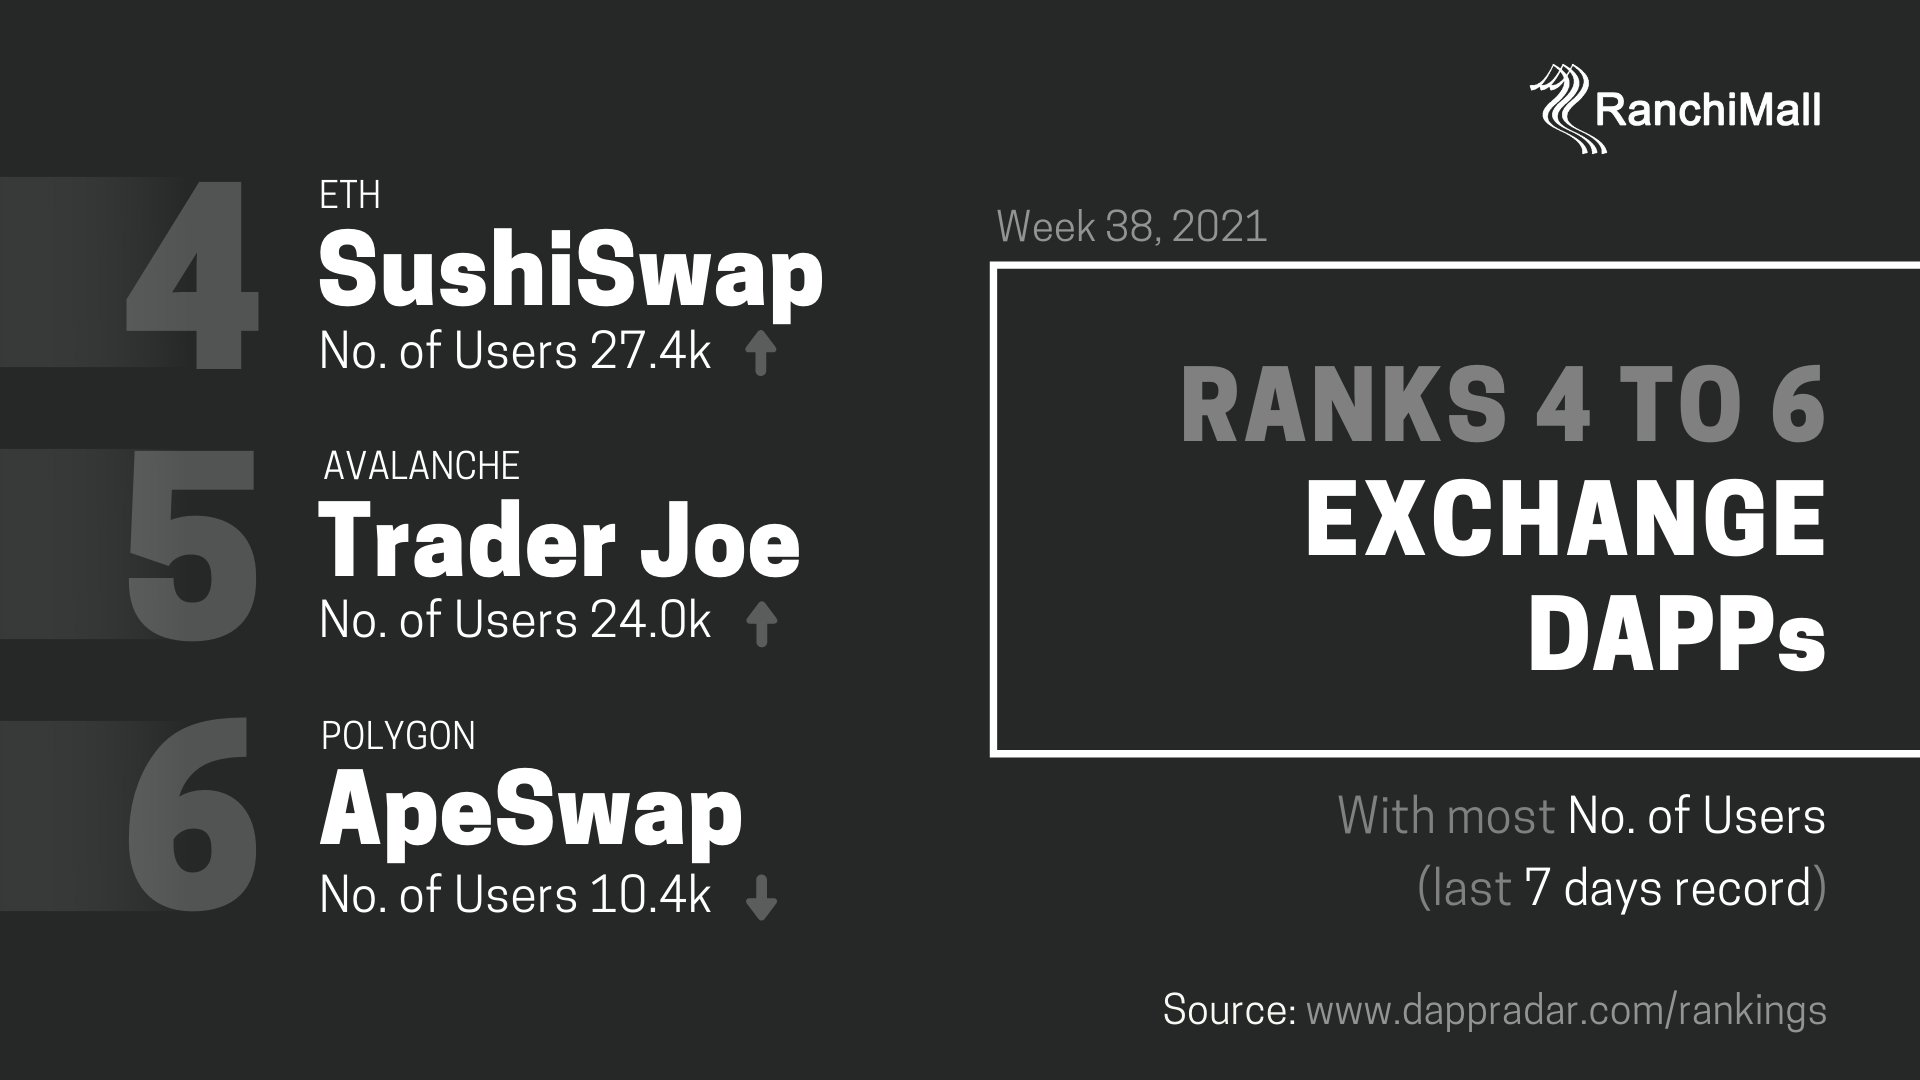 RanchiMall
4
ETH
SushiSwap
No. of Users 27.4k
5
AVALANCHE
Trader Joe
No. of Users 24.0k
6
POLYGON
ApeSwap
No. of Users 10.4k
Week 38, 2021
RANKS 4 TO 6
EXCHANGE
DAPPs
With most No. of Users
(last 7 days record)
Source: www.dappradar.com/rankings